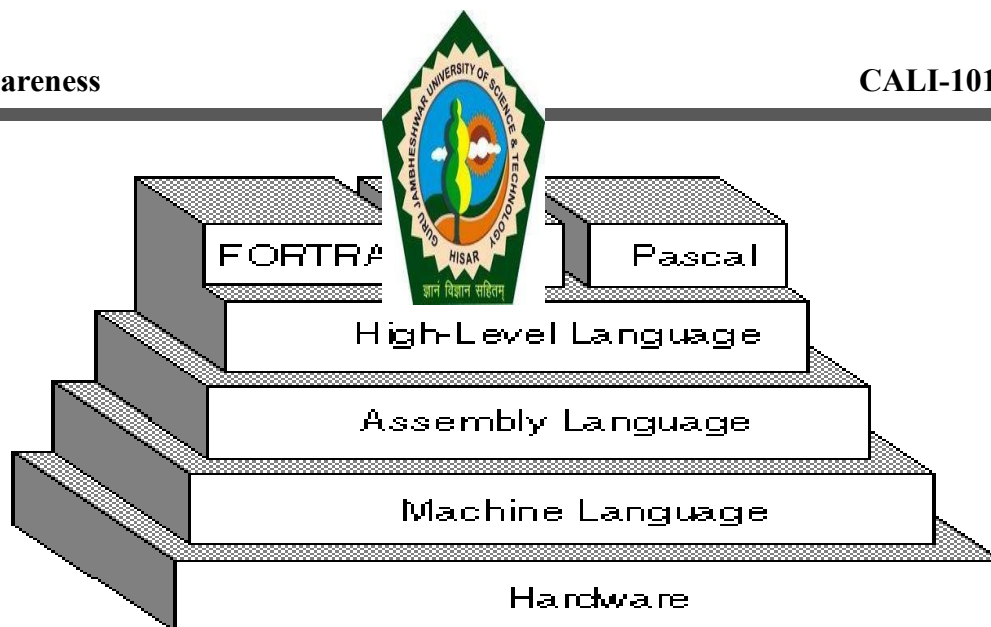 areness CALI-101
GURU JAMBHESHWAR UNIVERSITY OF SCIENCE & TECHNOLOGY
HISAR
ज्ञानं विज्ञान सहितम्
FORTRA Pascal
High-Level Language
Assembly Language
Machine Language
Hardware